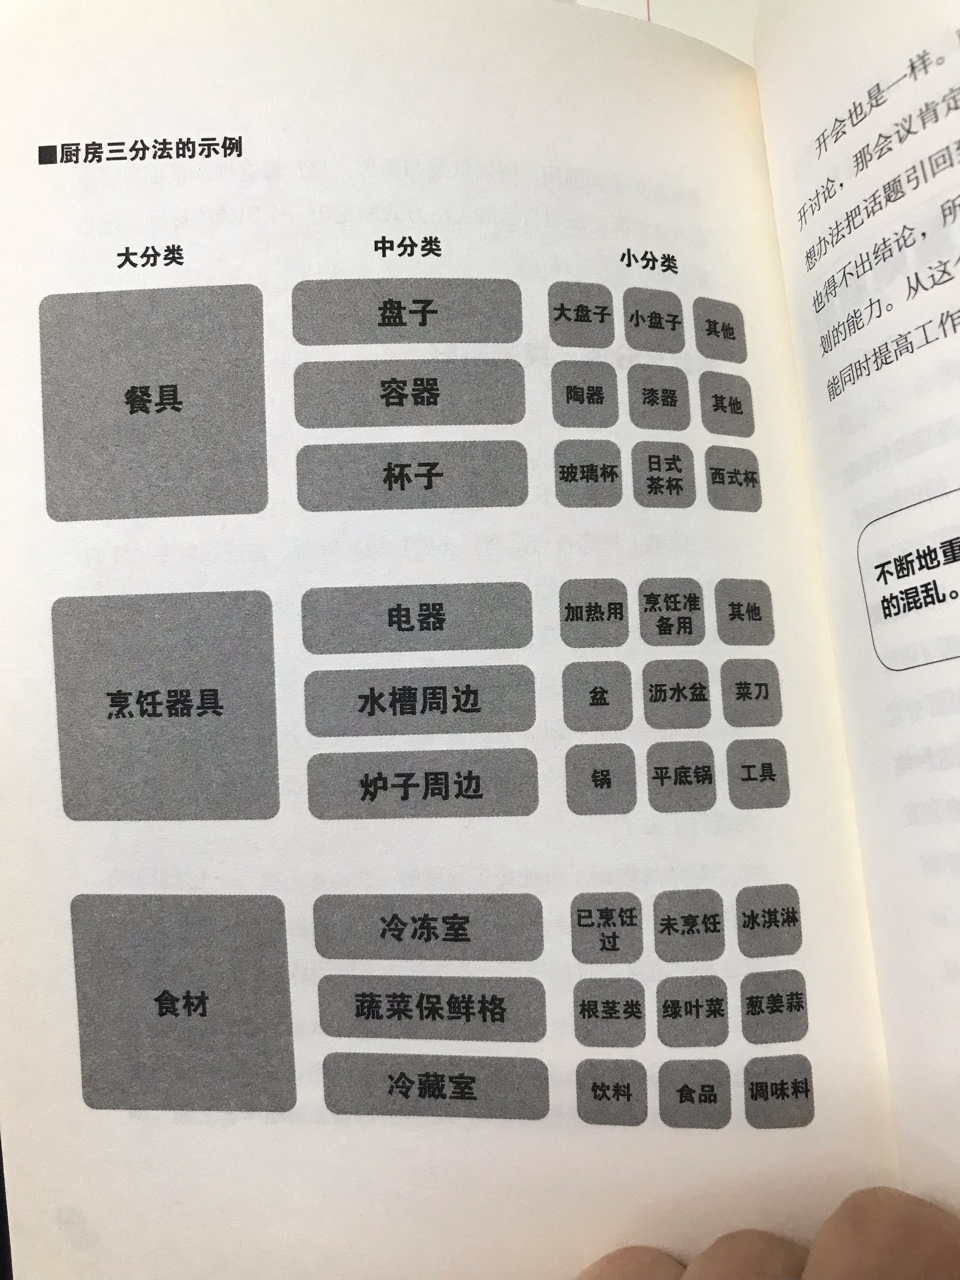 ■厨房三分法的示例
大分类 中分类 小分类
餐具
盘子 大盘子 小盘子 其他
容器 陶器 漆器 其他
杯子 玻璃杯 日式
茶杯 西式杯
烹饪器具
电器 加热用 烹饪准
备用 其他
水槽周边 盆 沥水盆 菜刀
炉子周边 锅 平底锅 工具
食材
冷冻室 已烹饪
过 未烹饪 冰淇淋
蔬菜保鲜格 根茎类 绿叶菜 葱姜蒜
冷藏室 饮料 食品 调味料
开会也是一样。
开讨论，那会议肯定
想办法把话题引回
也得不出结论，所
划的能力。从这
能同时提高工作
不断地重
的混乱。